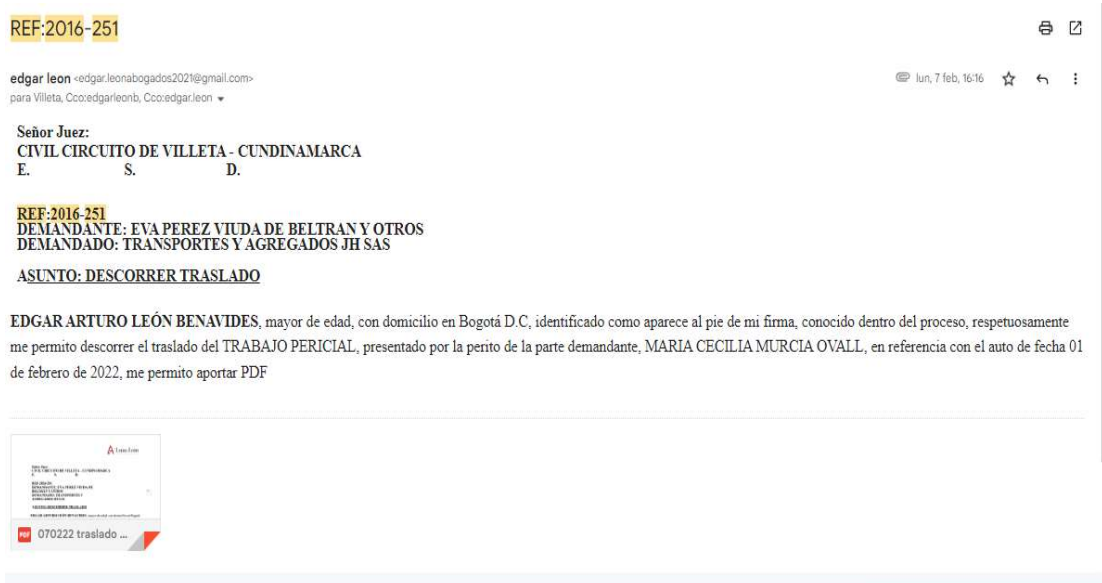 REF:2016-251
edgar leon <edgar.leonabogados2021@gmail.com>
lun, 7 feb, 16:16
para Villeta, Cco:edgarleonb, Cco:edgar.leon
Señor Juez:
CIVIL CIRCUITO DE VILLETA - CUNDINAMARCA
E. S. D.
REF:2016-251
DEMANDANTE: EVA PEREZ VIUDA DE BELTRAN Y OTROS
DEMANDADO: TRANSPORTES Y AGREGADOS JH SAS
ASUNTO: DESCORRER TRASLADO
EDGAR ARTURO LEÓN BENAVIDES, mayor de edad, con domicilio en Bogotá D.C, identificado como aparece al pie de mi firma, conocido dentro del proceso, respetuosamente
me permito descorrer el traslado del TRABAJO PERICIAL, presentado por la perito de la parte demandante, MARIA CECILIA MURCIA OVALL, en referencia con el auto de fecha 01
de febrero de 2022, me permito aportar PDF
PDF 070222 traslado ...